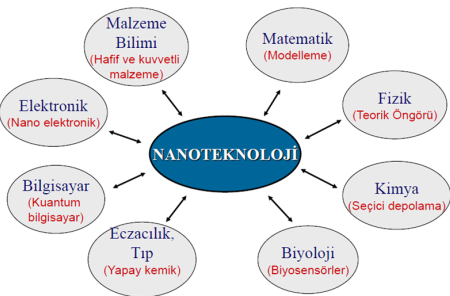 Malzeme
Bilimi
(Hafif ve kuvvetli
malzeme)
Matematik
(Modelleme)
Elektronik
(Nano elektronik)
Fizik
(Teorik Öngörü)
NANOTEKNOLOJİ
Bilgisayar
(Kuantum
bilgisayar)
Kimya
(Seçici depolama)
Eczacılık,
Tıp
(Yapay kemik)
Biyoloji
(Biyosensörler)